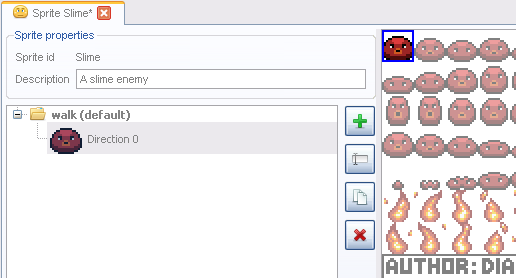 Sprite Slime*
Sprite properties
Sprite id Slime
Description A slime enemy
walk (default)
Direction 0
AUTHOR:DIA